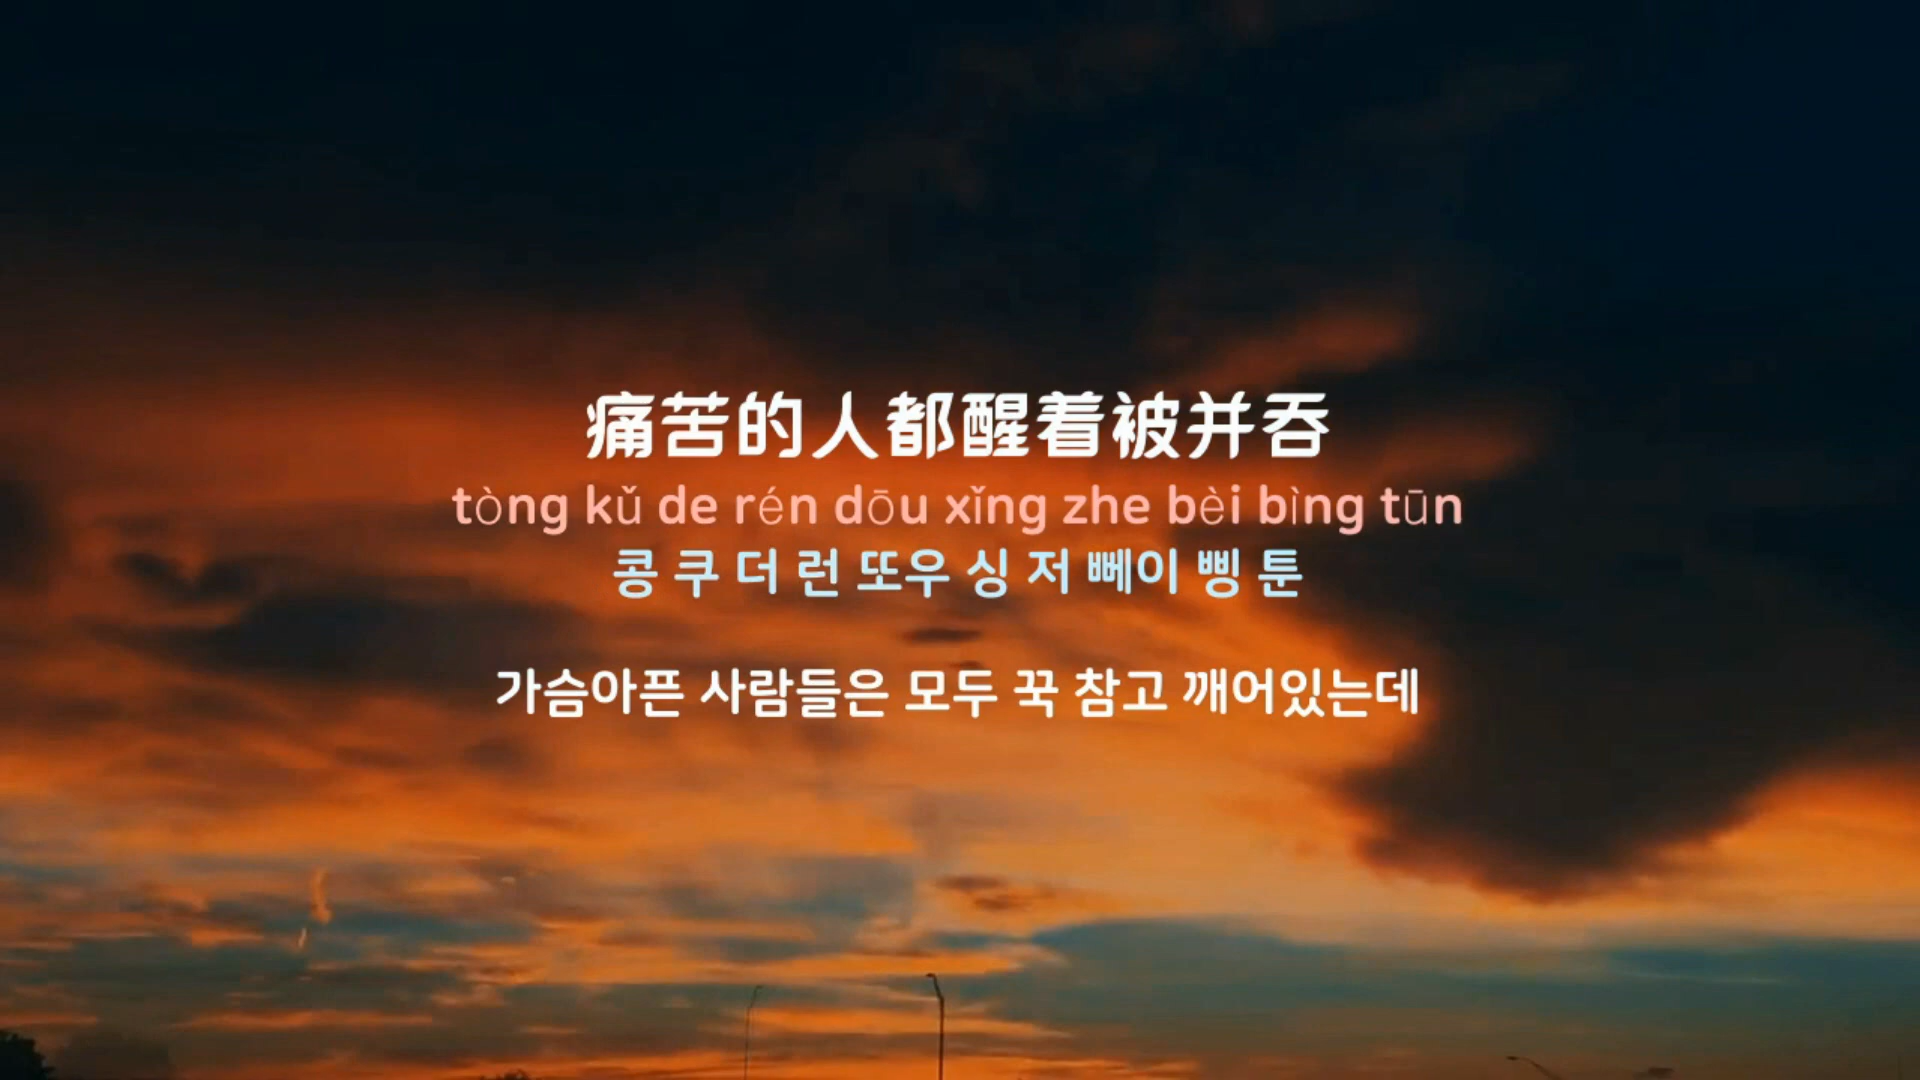 痛苦的人都醒着被并吞
tòng kǔ de rén dōu xǐng zhe bèi bìng tūn
콩 쿠 더 런 또우 싱 저 뻬이 삥 툰
가슴아픈 사람들은 모두 꾹 참고 깨어있는데